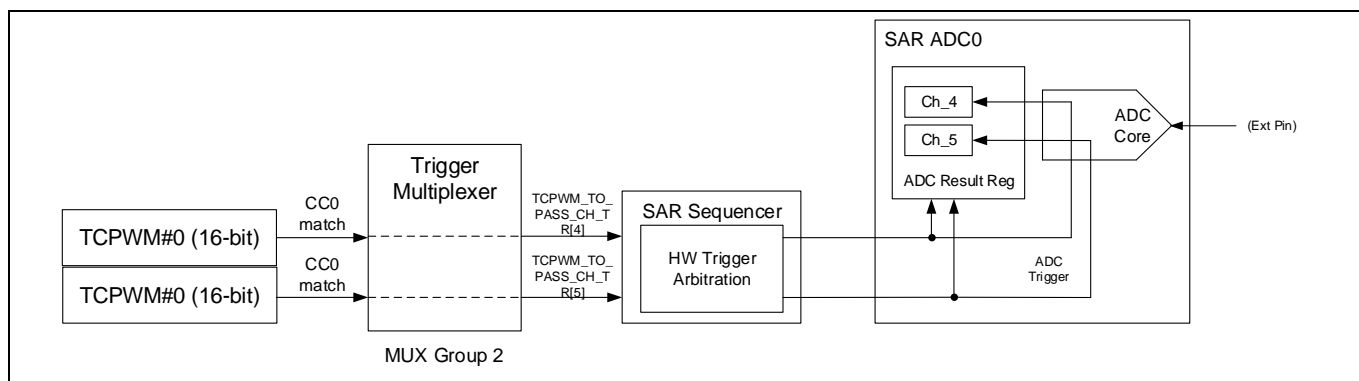 SAR ADC0
Ch_4
Ch_5
ADC Result Reg
ADC
Core
(Ext Pin)
Trigger
Multiplexer
CC0
match
CC0
match
TCPWM#0 (16-bit)
TCPWM#0 (16-bit)
TCPWM_TO_
PASS_CH_T
R[4]
TCPWM_TO_
PASS_CH_T
R[5]
SAR Sequencer
HW Trigger
Arbitration
ADC
Trigger
MUX Group 2